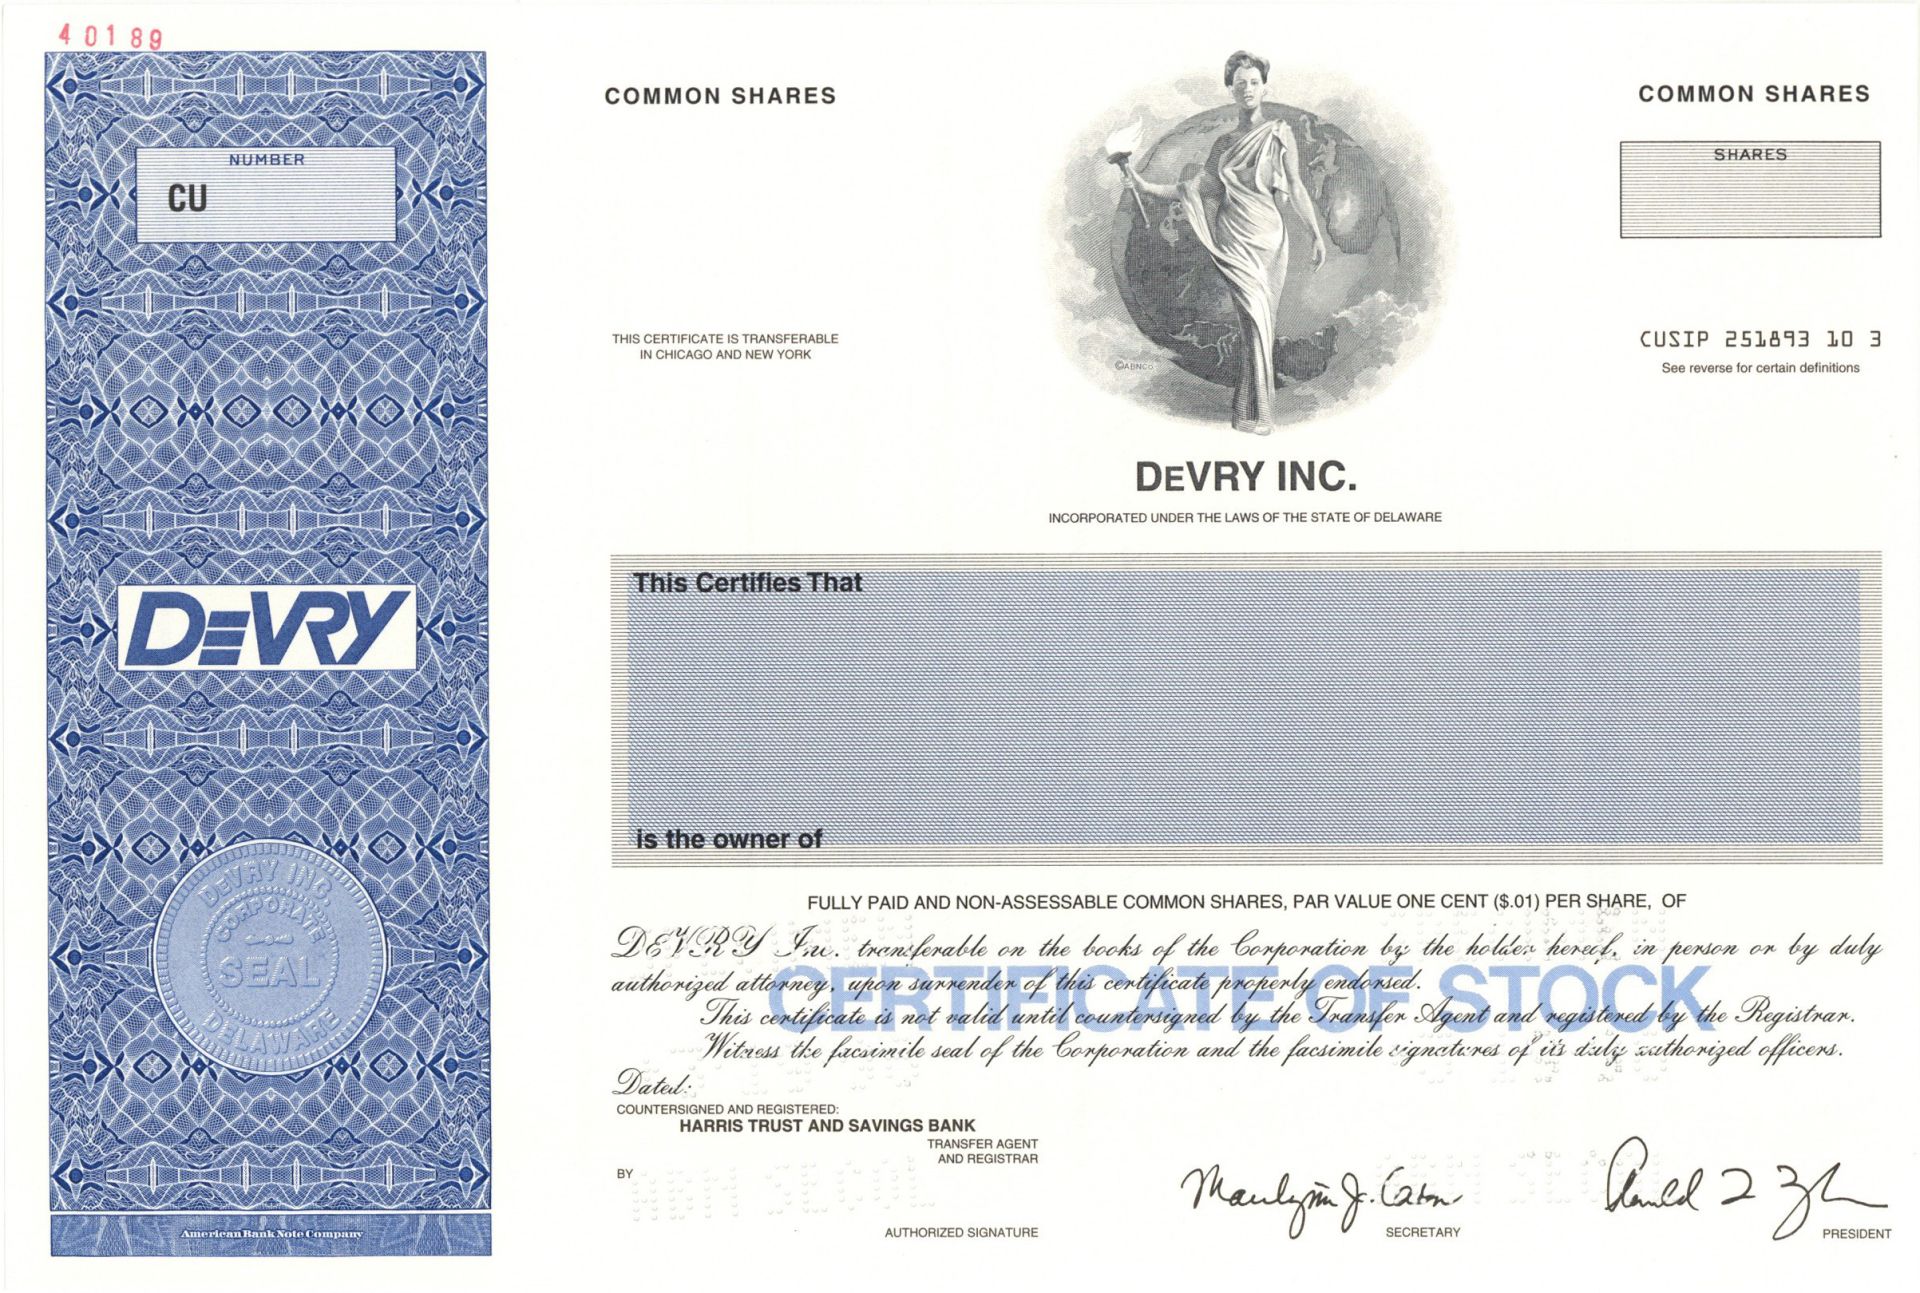 40189
NUMBER
CU
COMMON SHARES
COMMON SHARES
SHARES
THIS CERTIFICATE IS TRANSFERABLE
IN CHICAGO AND NEW YORK
©ABNCo
CUSIP 251893 10 3
See reverse for certain definitions
DeVRY INC.
INCORPORATED UNDER THE LAWS OF THE STATE OF DELAWARE
This Certifies That
DeVRY
is the owner of
DeVRY INC.
CORPORATE
SEAL
DELAWARE
FULLY PAID AND NON-ASSESSABLE COMMON SHARES, PAR VALUE ONE CENT ($.01) PER SHARE, OF
DEVRY Inc. transferable on the books of the Corporation by the holder hereof, in person or by duly
authorized attorney, upon surrender of this certificate properly endorsed.
CERTIFICATE OF STOCK
This certificate is not valid until countersigned by the Transfer Agent and registered by the Registrar.
Witness the facsimile seal of the Corporation and the facsimile signatures of its duly authorized officers.
Dated:
COUNTERSIGNED AND REGISTERED:
HARRIS TRUST AND SAVINGS BANK
TRANSFER AGENT
AND REGISTRAR
BY
AUTHORIZED SIGNATURE
Marilynn J. Cason
SECRETARY
PRESIDENT
American Bank Note Company